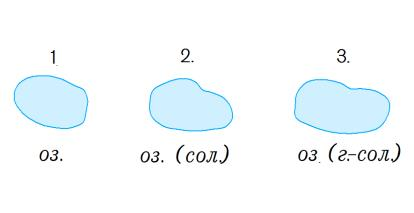 1. 2. 3.
оз. оз. (сол.) оз. (г.-сол.)